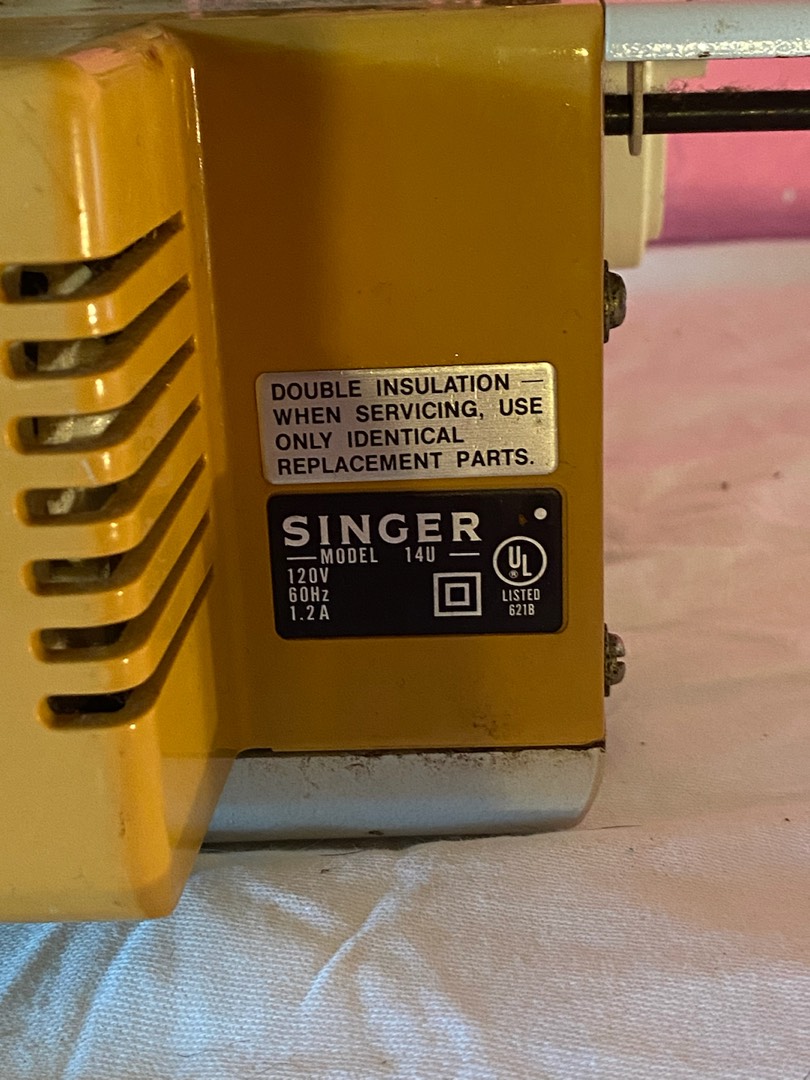 DOUBLE INSULATION —
WHEN SERVICING, USE
ONLY IDENTICAL
REPLACEMENT PARTS.
SINGER
— MODEL 14U —
120V
60Hz
1.2A
UL
®
LISTED
621B